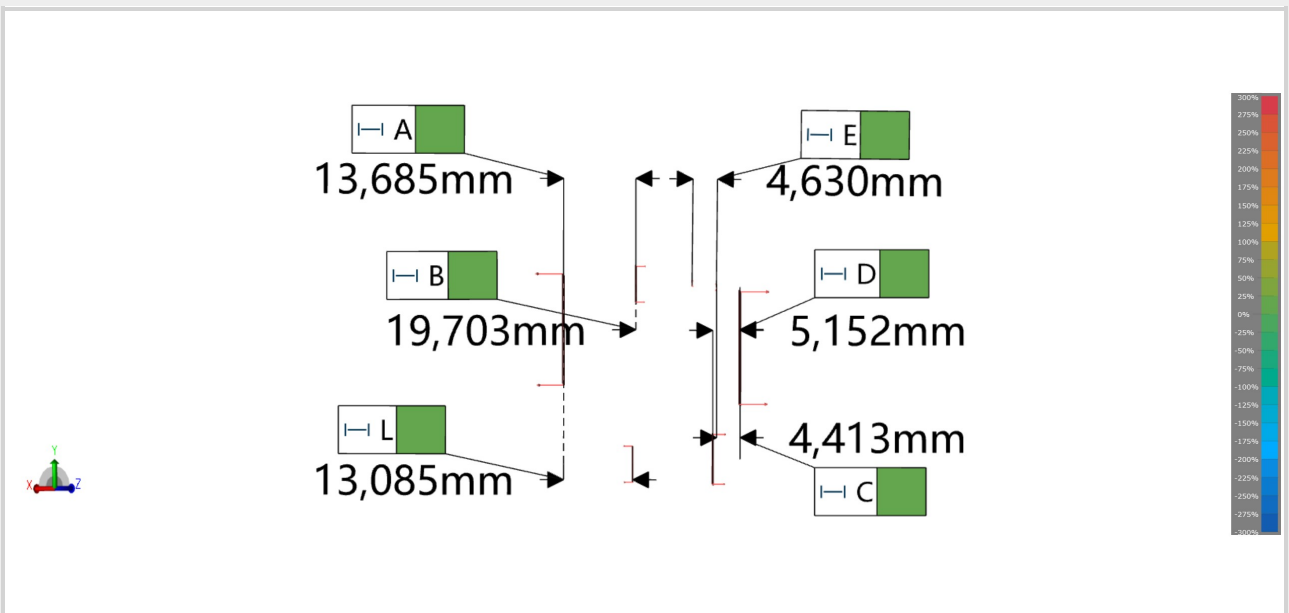 A
13,685mm
E
4,630mm
B
19,703mm
D
5,152mm
L
13,085mm
4,413mm
C
X
Y
Z
300%
275%
250%
225%
200%
175%
150%
125%
100%
75%
50%
25%
0%
-25%
-50%
-75%
-100%
-125%
-150%
-175%
-200%
-225%
-250%
-275%
-300%